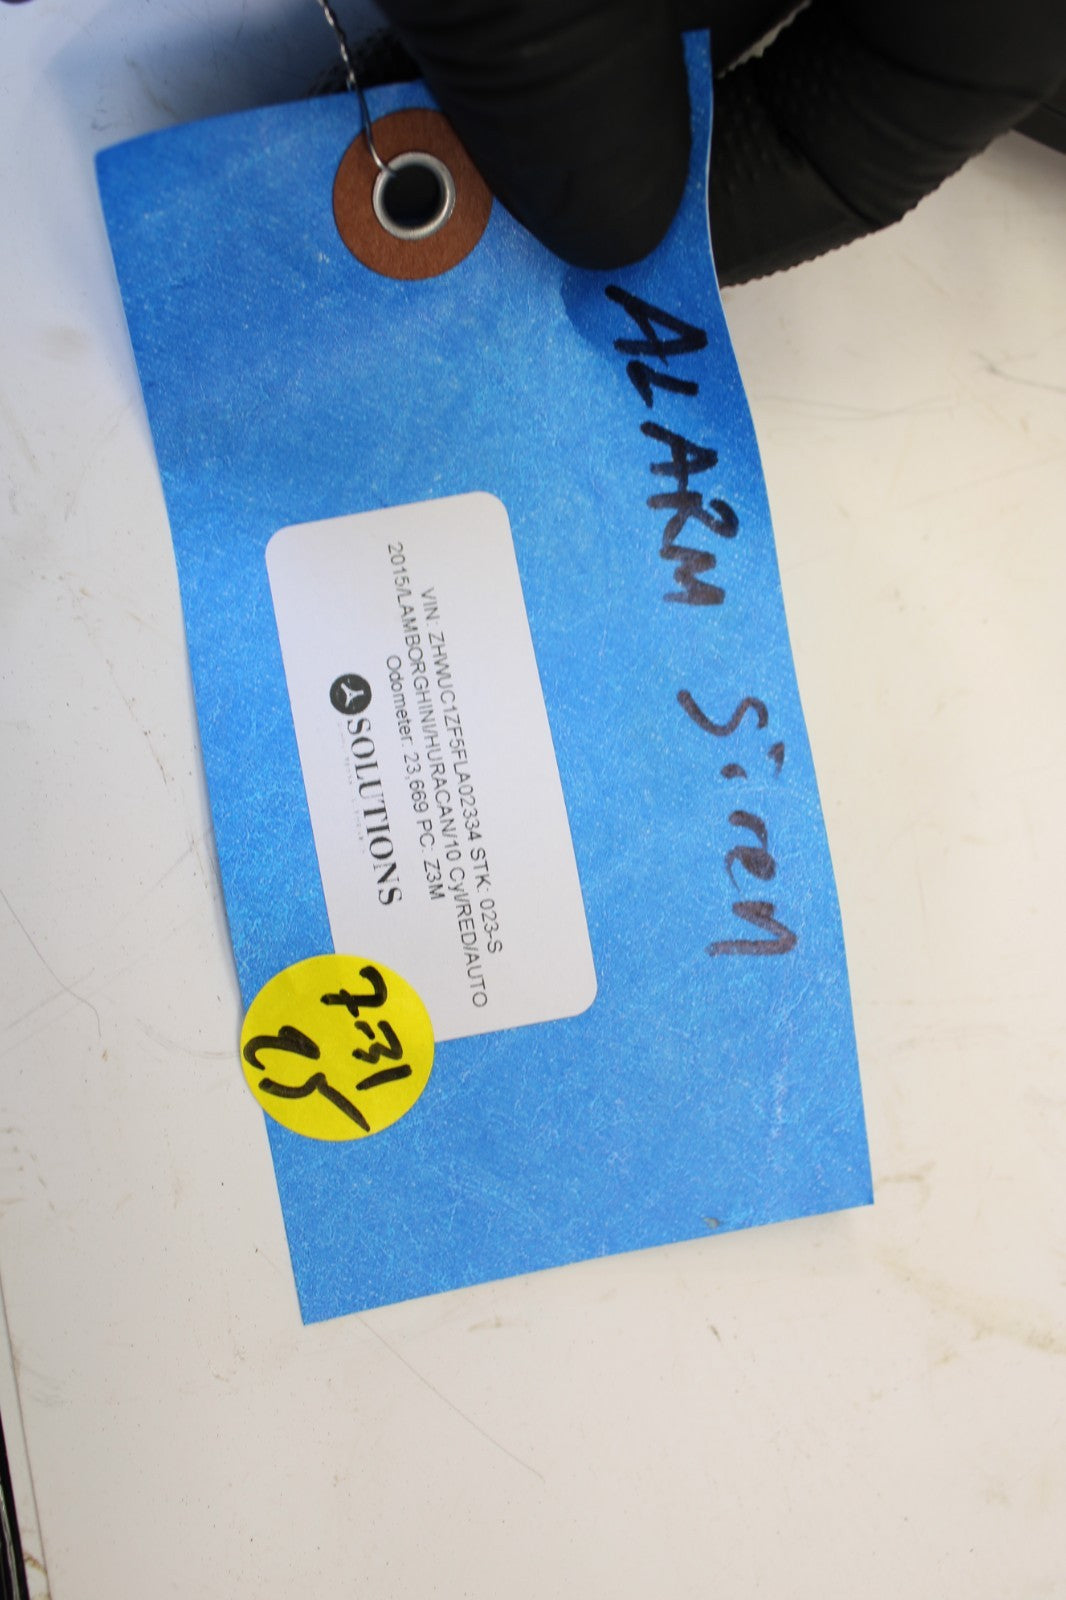 ALARM Siren
VIN: ZHWUC1ZF5FLA02334 STK: 023-S
2015/LAMBORGHINI/HURACAN/10 Cyl/RED/AUTO
Odometer: 23,669 PC: Z3M
SOLUTIONS
7-31